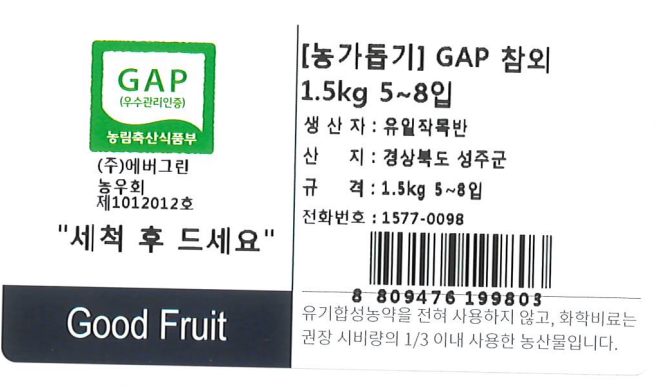 GAP
(우수관리인증)
농림축산식품부
(주)에버그린
농우회
제1012012호
"세척 후 드세요"
Good Fruit
[농가돕기] GAP 참외
1.5kg 5~8입
생 산 자 : 유일작목반
산 지 : 경상북도 성주군
규 격 : 1.5kg 5~8입
전화번호 : 1577-0098
8 809476 199803
유기합성농약을 전혀 사용하지 않고, 화학비료는
권장 시비량의 1/3 이내 사용한 농산물입니다.